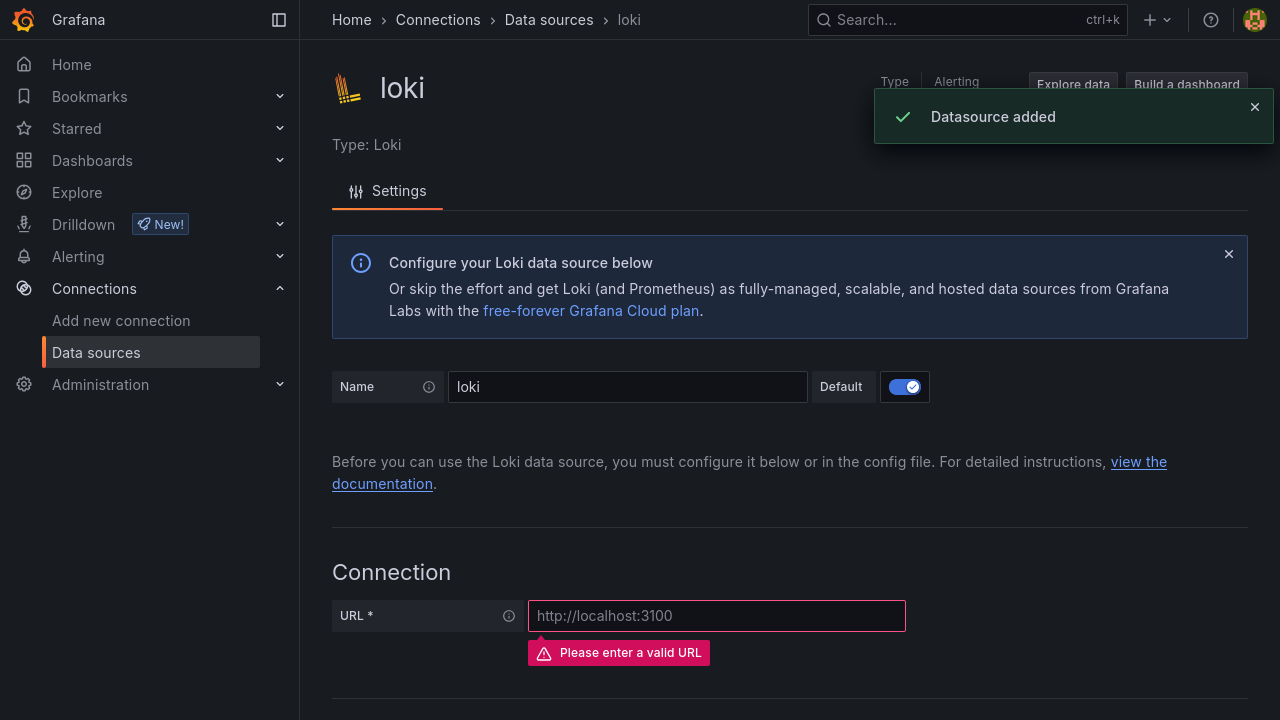 Grafana
Home
Connections
Data sources
loki
Search...
ctrl+k
Home
Bookmarks
Starred
Dashboards
Explore
Drilldown
New!
Alerting
Connections
Add new connection
Data sources
Administration
loki
Type
Alerting
Explore data
Build a dashboard
Datasource added
Type: Loki
Settings
Configure your Loki data source below
Or skip the effort and get Loki (and Prometheus) as fully-managed, scalable, and hosted data sources from Grafana
Labs with the free-forever Grafana Cloud plan.
Name
loki
Default
Before you can use the Loki data source, you must configure it below or in the config file. For detailed instructions, view the
documentation.
Connection
URL *
http://localhost:3100
Please enter a valid URL